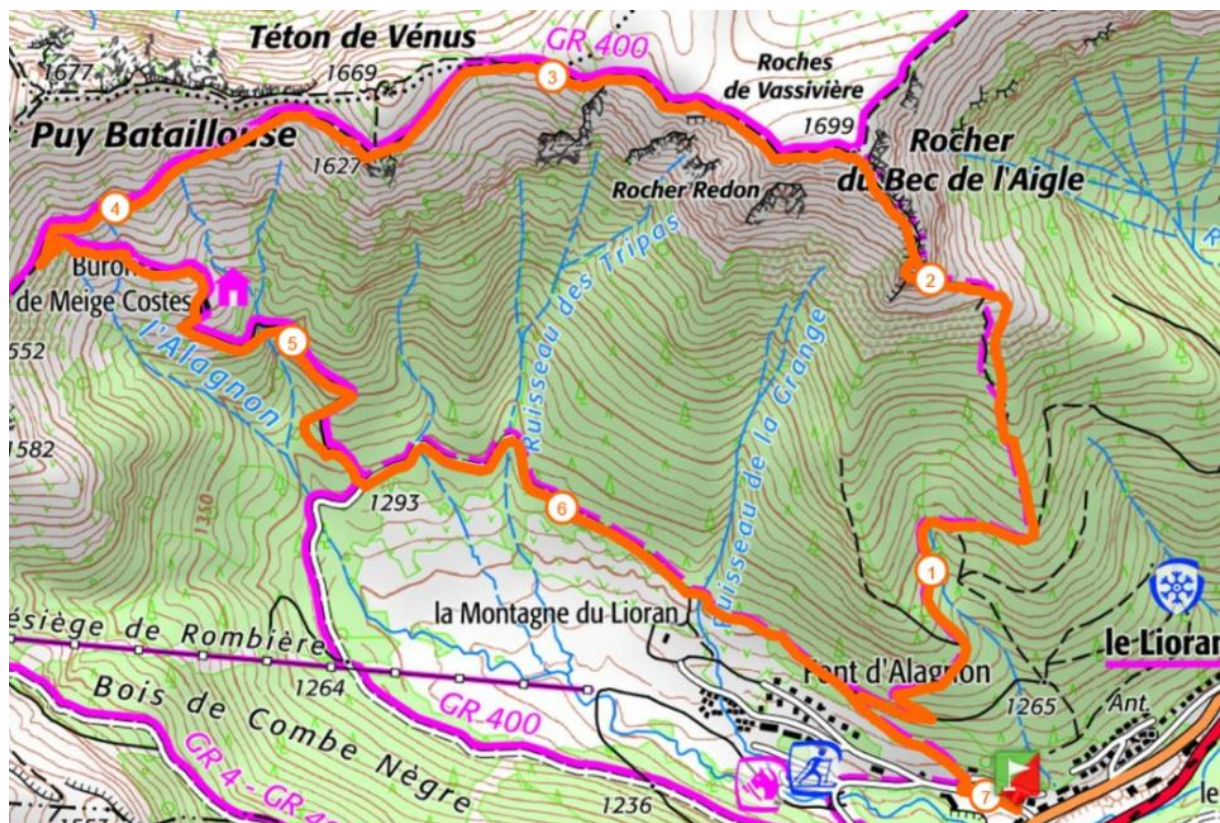 Téton de Vénus
GR 400
1677
1669
3
Roches
de Vassivière
1699
Puy Bataillouse
1627
Rocher
du Bec de l'Aigle
Rocher Redon
4
2
Buron
de Meige Costes
l'Alagnon
5
Ruisseau des Tripas
Ruisseau de la Grange
552
1582
1350
1293
6
1
la Montagne du Lioran
le Liora
ésiège de Rombière
Font d'Alagnon
1264
1265
Ant.
Bois de Combe Nègre
GR 400
GR 4 - GR
1236
7
le